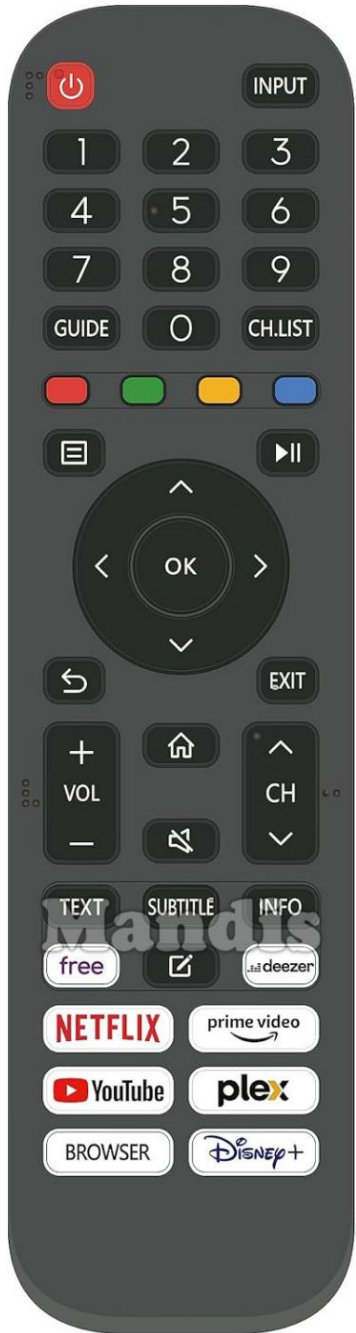 INPUT
1 2 3
4 5 6
7 8 9
GUIDE 0 CH.LIST
OK
EXIT
+
VOL CH
−
TEXT SUBTITLE INFO
Mandis
free deezer
NETFLIX prime video
YouTube plex
BROWSER Disney+